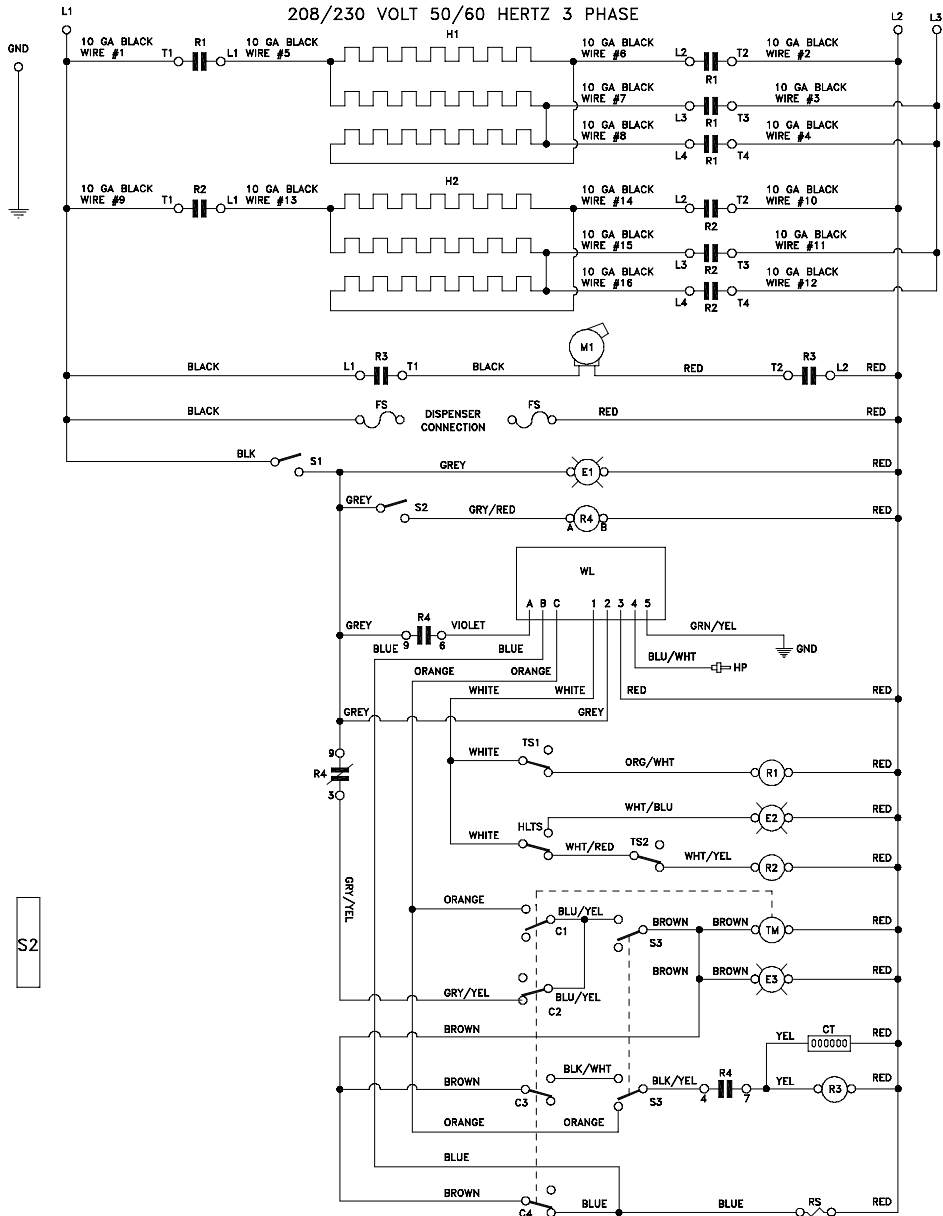 208/230 VOLT 50/60 HERTZ 3 PHASE
L1
L2
L3
GND
H1
10 GA BLACK
WIRE #1
T1
R1
L1
10 GA BLACK
WIRE #5
10 GA BLACK
WIRE #6
L2
R1
T2
10 GA BLACK
WIRE #2
10 GA BLACK
WIRE #7
L3
R1
T3
10 GA BLACK
WIRE #3
10 GA BLACK
WIRE #8
L4
R1
T4
10 GA BLACK
WIRE #4
H2
10 GA BLACK
WIRE #9
T1
R2
L1
10 GA BLACK
WIRE #13
10 GA BLACK
WIRE #14
L2
R2
T2
10 GA BLACK
WIRE #10
10 GA BLACK
WIRE #15
L3
R2
T3
10 GA BLACK
WIRE #11
10 GA BLACK
WIRE #16
L4
R2
T4
10 GA BLACK
WIRE #12
BLACK
L1
R3
T1
BLACK
M1
RED
T2
R3
L2
RED
BLACK
FS
DISPENSER
CONNECTION
FS
RED
RED
BLK
S1
GREY
E1
RED
GREY
S2
GRY/RED
A
R4
B
RED
WL
A B C 1 2 3 4 5
GREY
9
R4
6
VIOLET
GRN/YEL
GND
BLUE
BLUE
BLU/WHT
HP
ORANGE
ORANGE
WHITE
WHITE
RED
RED
GREY
GREY
9
R4
3
WHITE
TS1
ORG/WHT
R1
RED
WHT/BLU
E2
RED
WHITE
HLTS
WHT/RED
TS2
WHT/YEL
R2
RED
GRY/YEL
S2
ORANGE
C1
BLU/YEL
S3
BROWN
BROWN
TM
RED
BROWN
BROWN
E3
RED
GRY/YEL
C2
BLU/YEL
BROWN
YEL
CT
000000
RED
BROWN
C3
BLK/WHT
S3
BLK/YEL
4
R4
7
YEL
R3
RED
ORANGE
ORANGE
BLUE
BROWN
C4
BLUE
BLUE
RS
RED